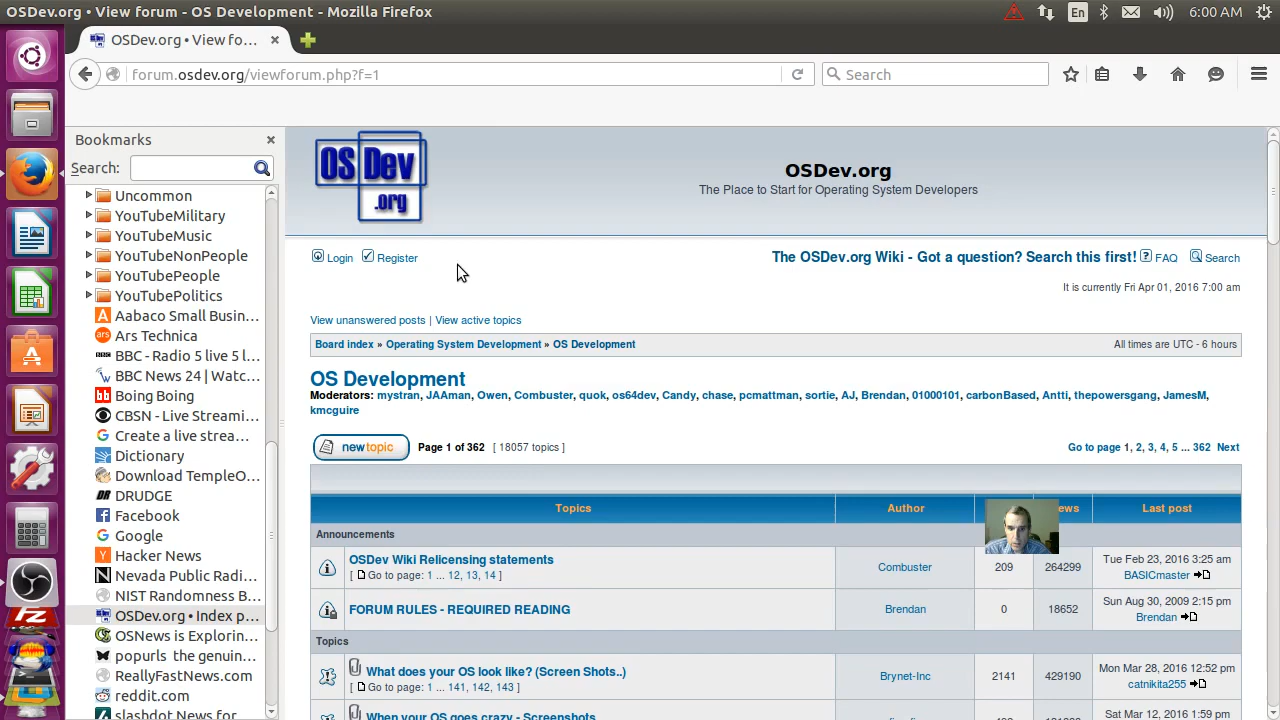 OSDev.org • View forum - OS Development - Mozilla Firefox
En
6:00 AM
OSDev.org • View fo...
forum.osdev.org/viewforum.php?f=1
Search
Bookmarks
Search:
Uncommon
YouTubeMilitary
YouTubeMusic
YouTubeNonPeople
YouTubePeople
YouTubePolitics
Aabaco Small Busin...
Ars Technica
BBC - Radio 5 live 5 l...
BBC News 24 | Watc...
Boing Boing
CBSN - Live Streami...
Create a live strea...
Dictionary
Download TempleO...
DRUDGE
Facebook
Google
Hacker News
Nevada Public Radi...
NIST Randomness B...
OSDev.org • Index p...
OSNews is Explorin...
popurls the genuin...
ReallyFastNews.com
reddit.com
slashdot News for
OS Dev
.org
OSDev.org
The Place to Start for Operating System Developers
Login Register
The OSDev.org Wiki - Got a question? Search this first! FAQ Search
It is currently Fri Apr 01, 2016 7:00 am
View unanswered posts | View active topics
Board index » Operating System Development » OS Development
All times are UTC - 6 hours
OS Development
Moderators: mystran, JAAman, Owen, Combuster, quok, os64dev, Candy, chase, pcmattman, sortie, AJ, Brendan, 01000101, carbonBased, Antti, thepowersgang, JamesM,
kmcguire
newtopic
Page 1 of 362 [ 18057 topics ]
Go to page 1, 2, 3, 4, 5 ... 362 Next
Topics Author ews Last post
Announcements
OSDev Wiki Relicensing statements
[ Go to page: 1 ... 12, 13, 14 ]
Combuster
209
264299
Tue Feb 23, 2016 3:25 am
BASICmaster
FORUM RULES - REQUIRED READING
Brendan
0
18652
Sun Aug 30, 2009 2:15 pm
Brendan
Topics
What does your OS look like? (Screen Shots..)
[ Go to page: 1 ... 141, 142, 143 ]
Brynet-Inc
2141
429190
Mon Mar 28, 2016 12:52 pm
catnikita255
When your OS goes crazy - Screenshots
Sat Mar 12, 2016 1:59 pm